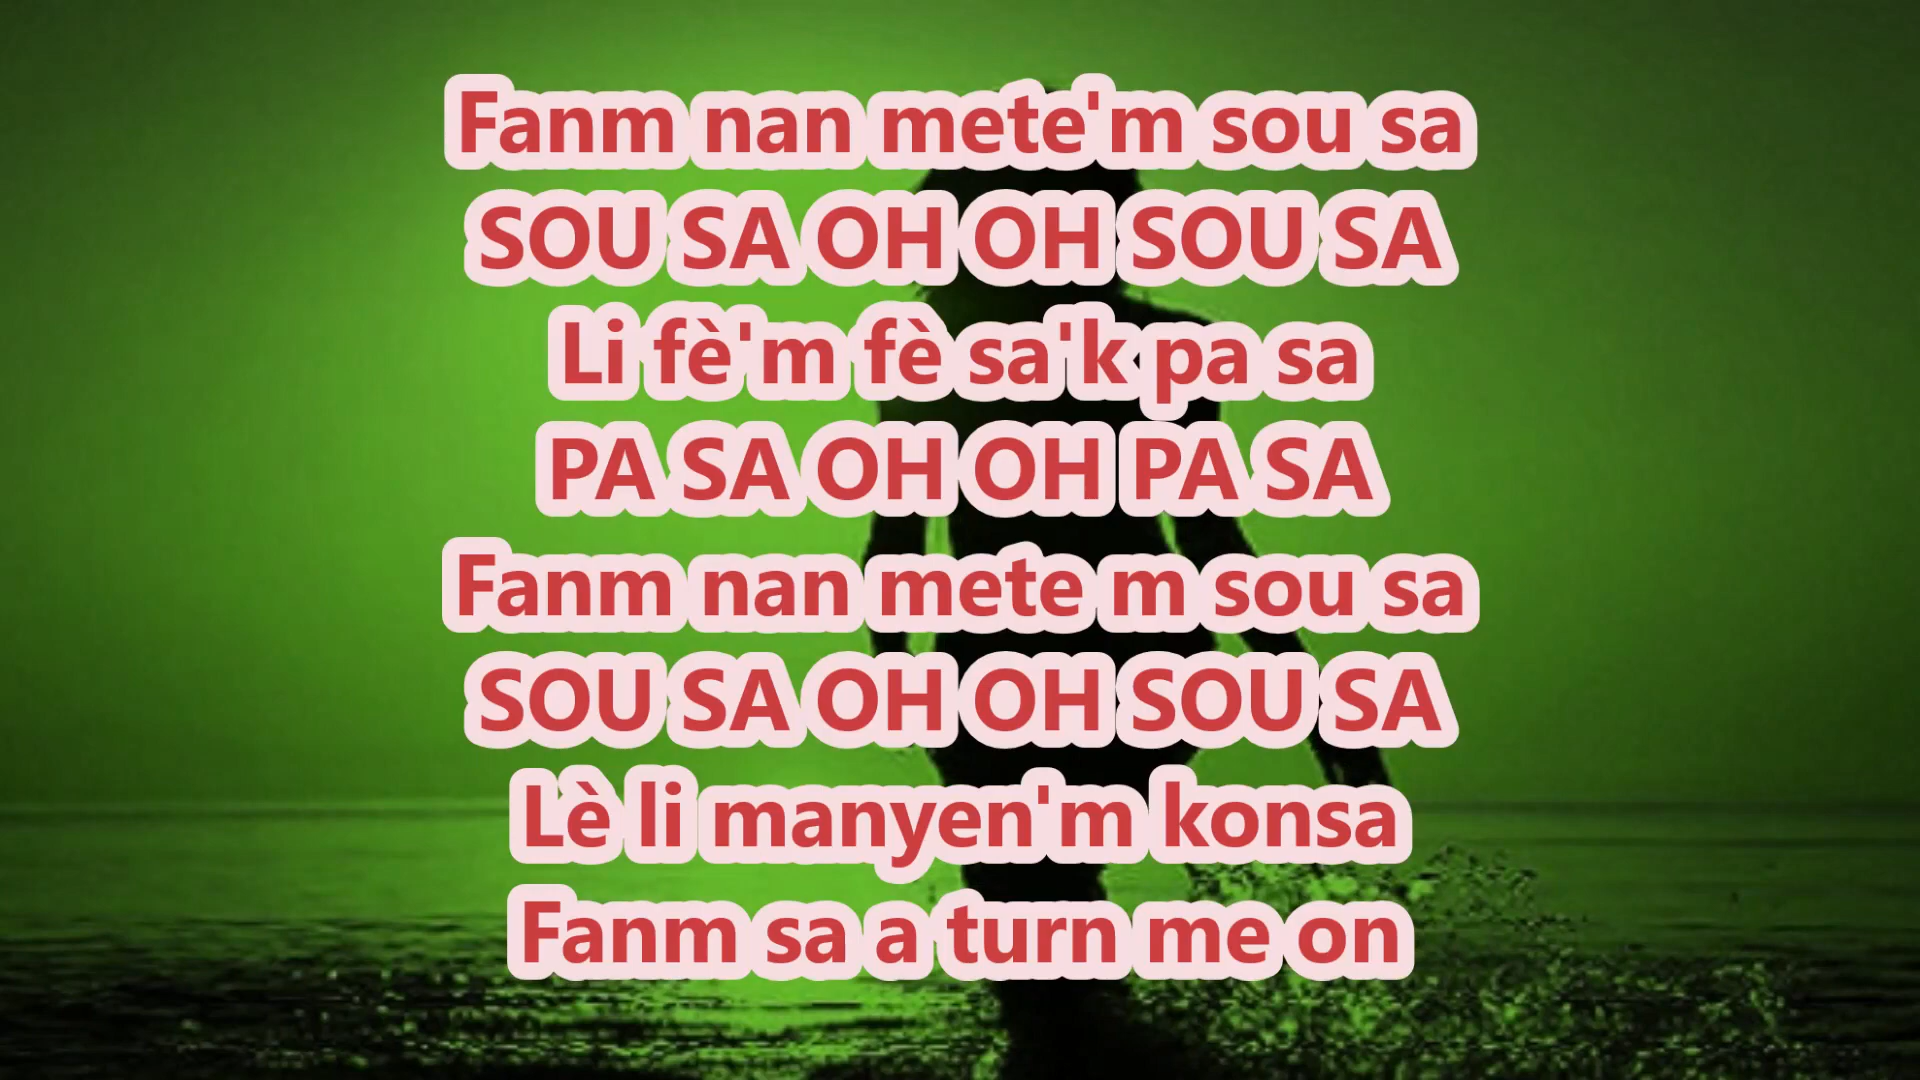 Fanm nan mete'm sou sa
SOU SA OH OH SOU SA
Li fè'm fè sa'k pa sa
PA SA OH OH PA SA
Fanm nan mete m sou sa
SOU SA OH OH SOU SA
Lè li manyen'm konsa
Fanm sa a turn me on